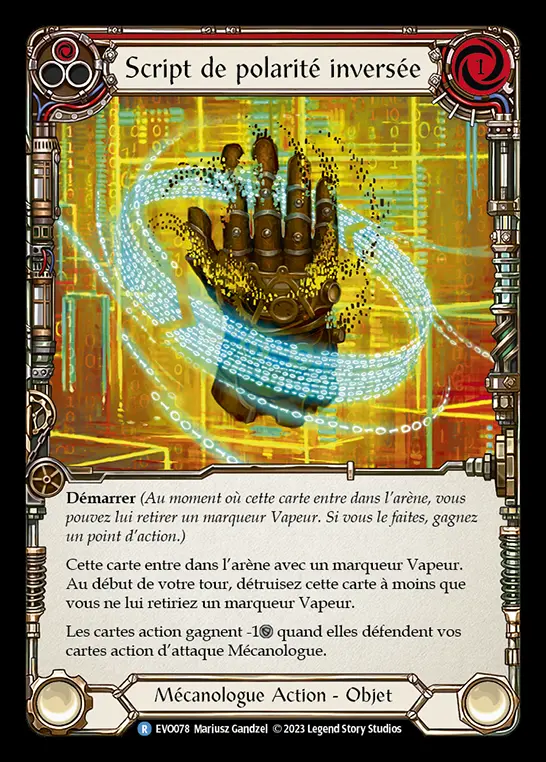 Script de polarité inversée
1
Démarrer (Au moment où cette carte entre dans l'arène, vous
pouvez lui retirer un marqueur Vapeur. Si vous le faites, gagnez
un point d'action.)
Cette carte entre dans l'arène avec un marqueur Vapeur.
Au début de votre tour, détruisez cette carte à moins que
vous ne lui retiriez un marqueur Vapeur.
Les cartes action gagnent -1 quand elles défendent vos
cartes action d'attaque Mécanologue.
Mécanologue Action - Objet
R EVO078 Mariusz Gandzel © 2023 Legend Story Studios